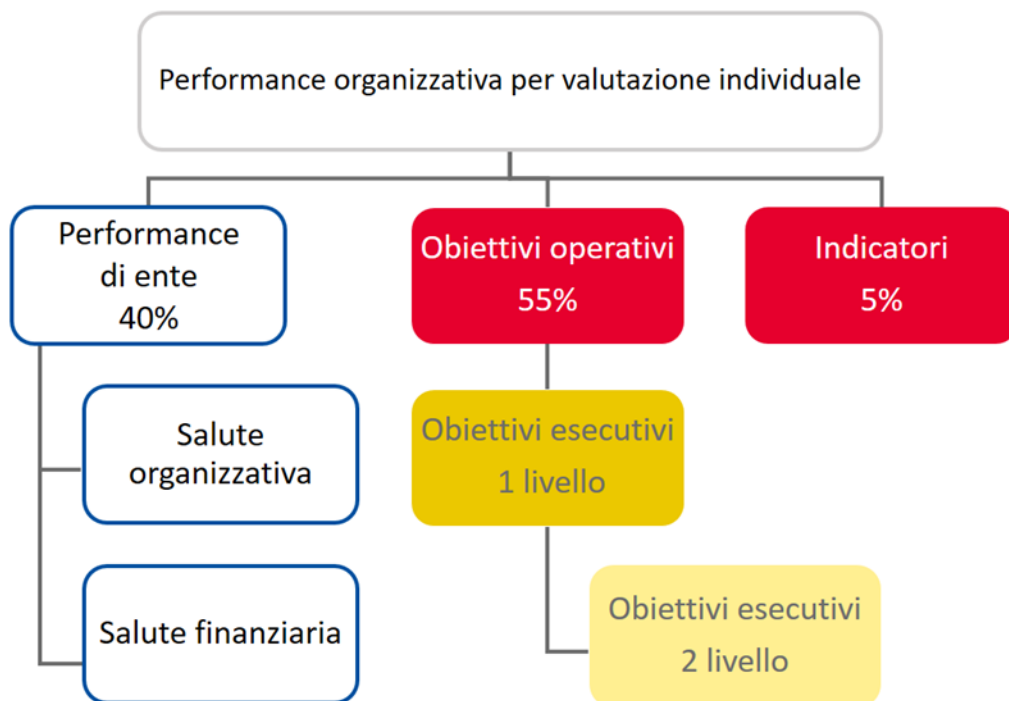 Performance organizzativa per valutazione individuale
Performance
di ente
40%
Obiettivi operativi
55%
Indicatori
5%
Salute
organizzativa
Obiettivi esecutivi
1 livello
Salute finanziaria
Obiettivi esecutivi
2 livello